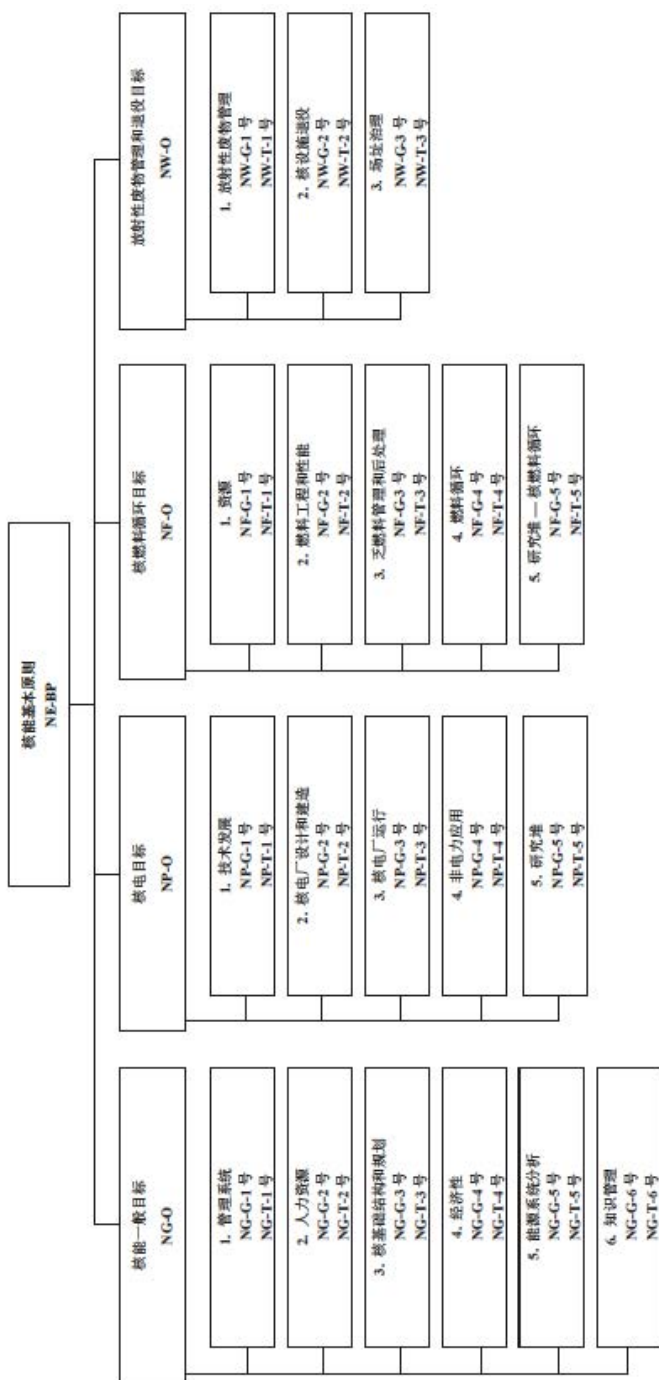 核能基本原则
NE-BP
核能一般目标
NG-O
1. 管理系统
NG-G-1 号
NG-T-1 号
2. 人力资源
NG-G-2 号
NG-T-2 号
3. 核基础结构和规划
NG-G-3 号
NG-T-3 号
4. 经济性
NG-G-4 号
NG-T-4 号
5. 能源系统分析
NG-G-5 号
NG-T-5 号
6. 知识管理
NG-G-6 号
NG-T-6 号
核电目标
NP-O
1. 技术发展
NP-G-1 号
NP-T-1 号
2. 核电厂设计和建造
NP-G-2 号
NP-T-2 号
3. 核电厂运行
NP-G-3 号
NP-T-3 号
4. 非电力应用
NP-G-4 号
NP-T-4 号
5. 研究堆
NP-G-5 号
NP-T-5 号
核燃料循环目标
NF-O
1. 资源
NF-G-1 号
NF-T-1 号
2. 燃料工程和性能
NF-G-2 号
NF-T-2 号
3. 乏燃料管理和后处理
NF-G-3 号
NF-T-3 号
4. 燃料循环
NF-G-4 号
NF-T-4 号
5. 研究堆 — 核燃料循环
NF-G-5 号
NF-T-5 号
放射性废物管理和退役目标
NW-O
1. 放射性废物管理
NW-G-1 号
NW-T-1 号
2. 核设施退役
NW-G-2 号
NW-T-2 号
3. 场址治理
NW-G-3 号
NW-T-3 号